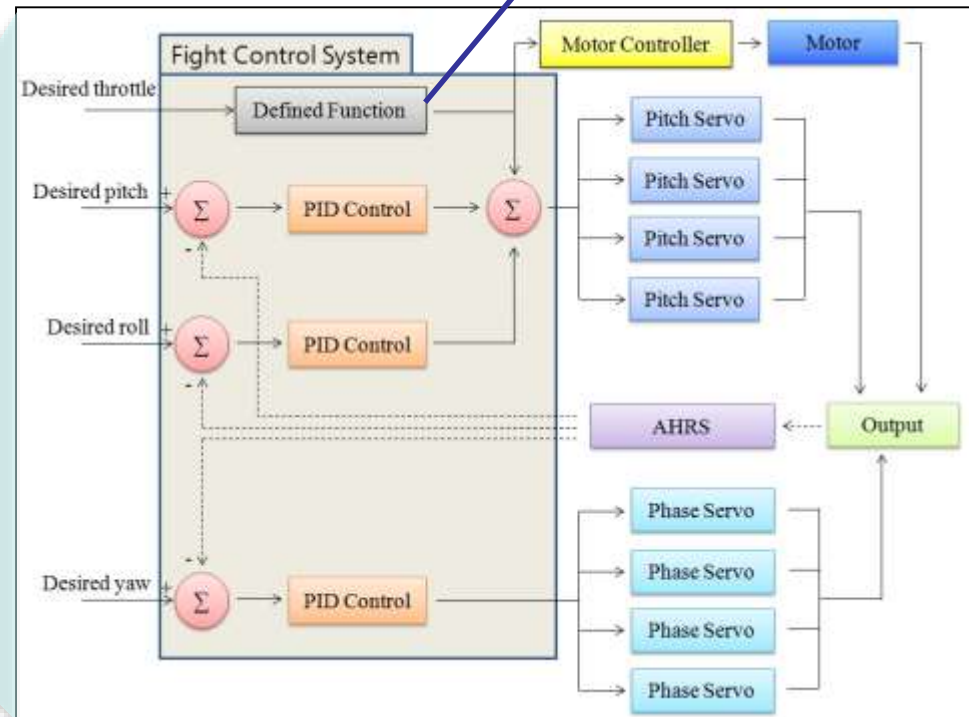 Fight Control System
Motor Controller
Motor
Desired throttle
Defined Function
Pitch Servo
Desired pitch
+
Σ
PID Control
Σ
Pitch Servo
-
Pitch Servo
Pitch Servo
Desired roll
+
Σ
PID Control
-
AHRS
Output
Phase Servo
-
Phase Servo
Desired yaw
+
Σ
PID Control
Phase Servo
Phase Servo